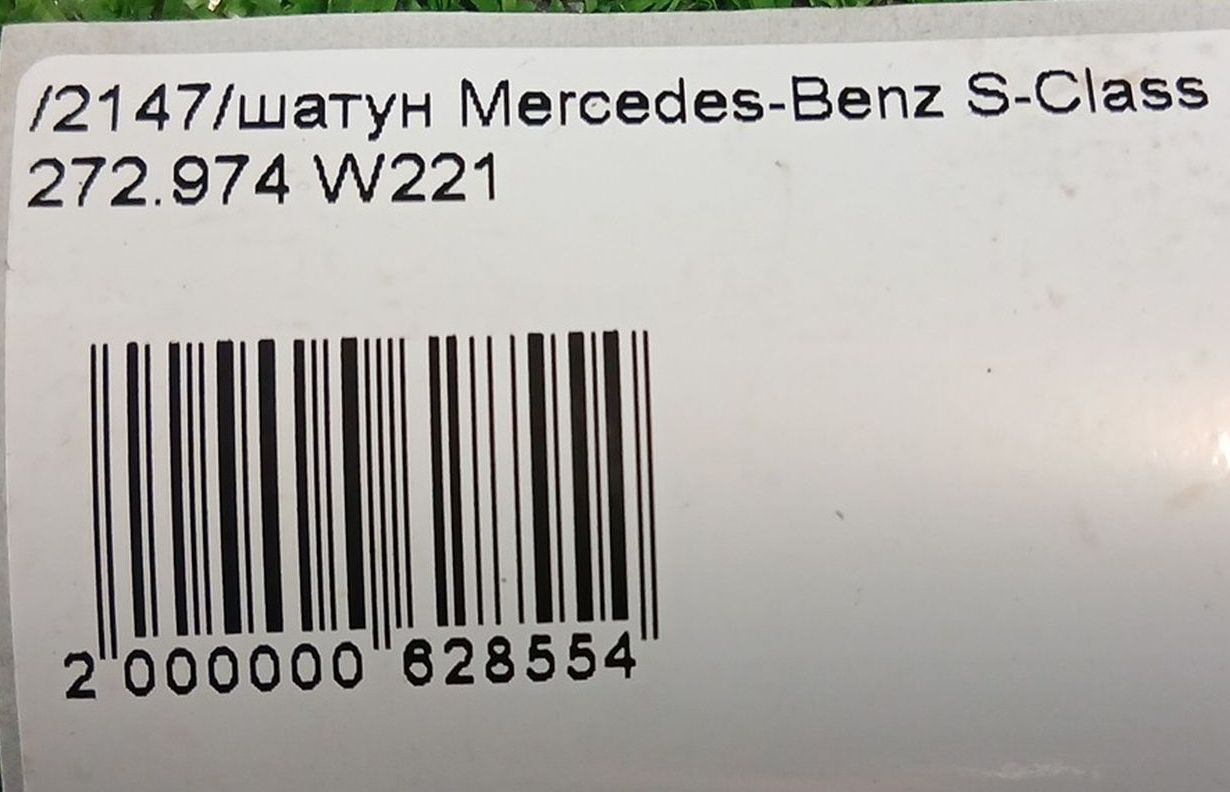 /2147/шатун Mercedes-Benz S-Class
272.974 W221
2 000000 628554